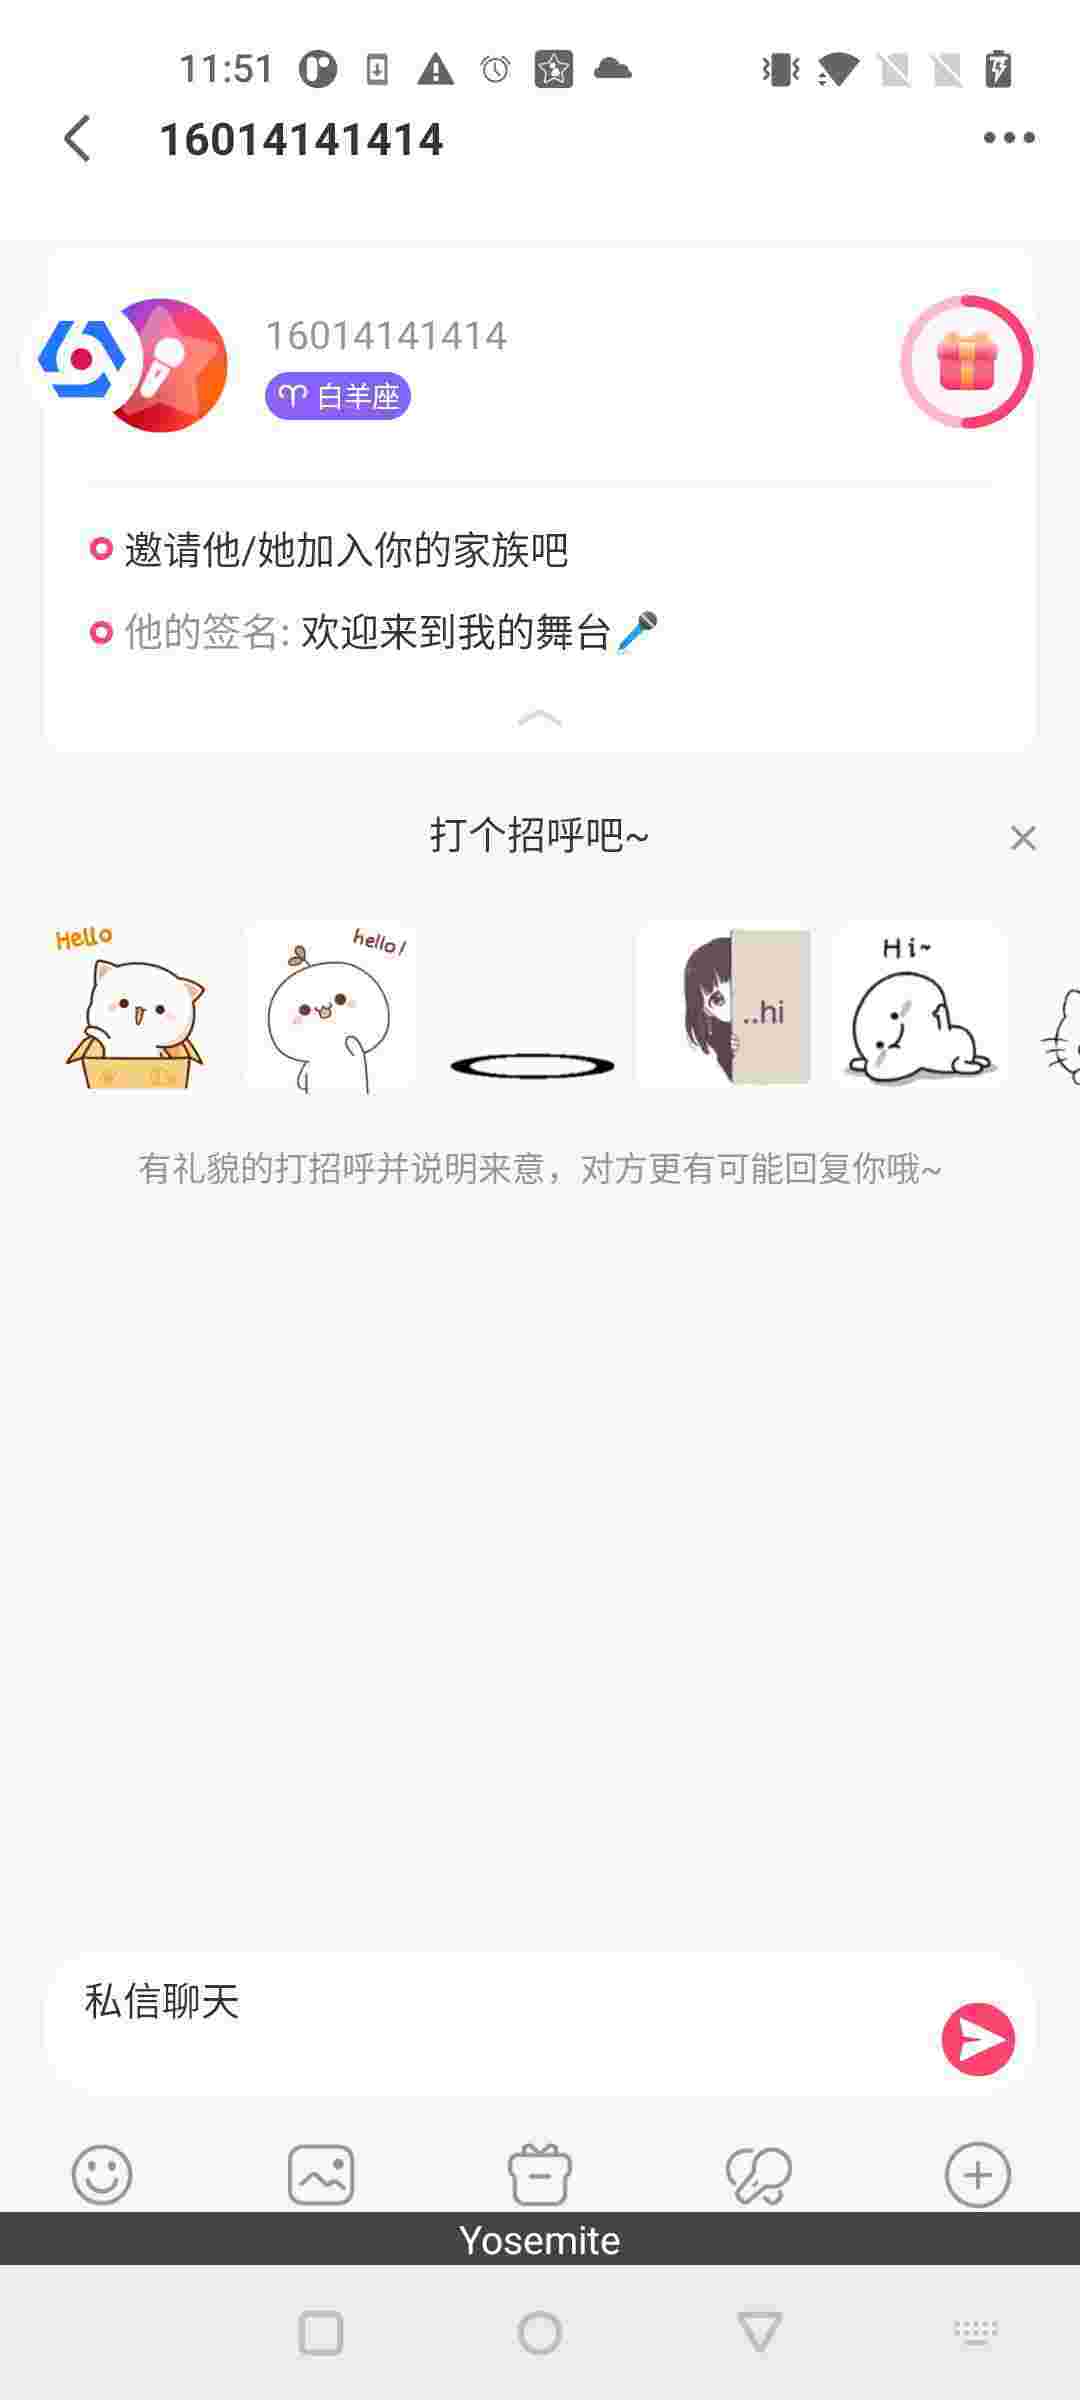 11:51
16014141414
16014141414
白羊座
邀请他/她加入你的家族吧
他的签名: 欢迎来到我的舞台
打个招呼吧~
Hello
hello!
..hi
Hi~
有礼貌的打招呼并说明来意，对方更有可能回复你哦~
私信聊天
Yosemite